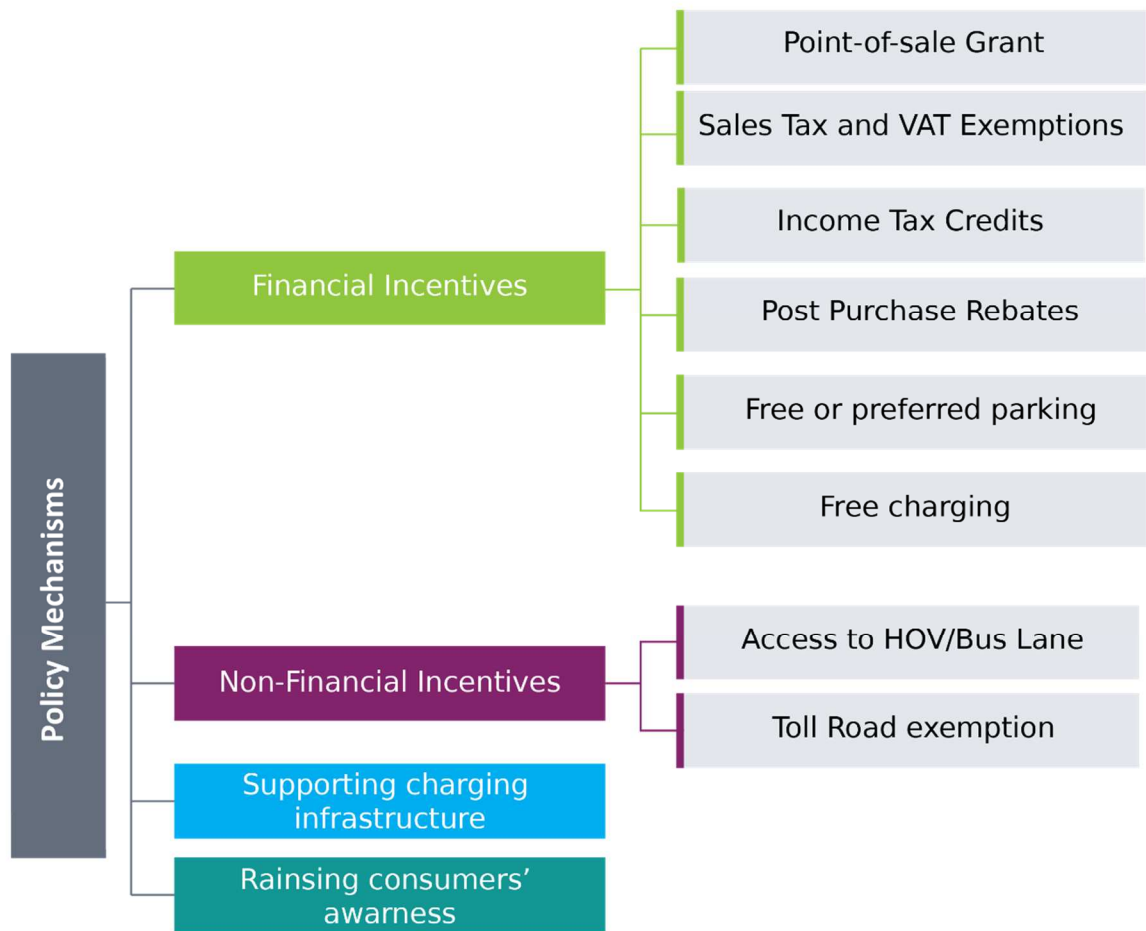 Policy Mechanisms
Financial Incentives
Point-of-sale Grant
Sales Tax and VAT Exemptions
Income Tax Credits
Post Purchase Rebates
Free or preferred parking
Free charging
Non-Financial Incentives
Access to HOV/Bus Lane
Toll Road exemption
Supporting charging
infrastructure
Rainsing consumers’
awarness